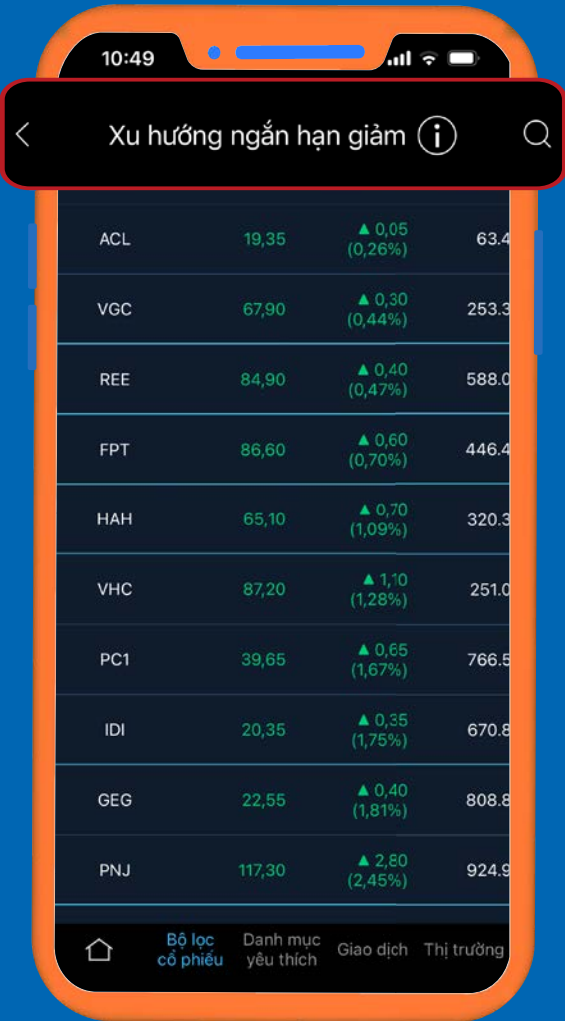 10:49
Xu hướng ngắn hạn giảm i
ACL 19,35 ▲ 0,05 63.4
(0,26%)
VGC 67,90 ▲ 0,30 253.3
(0,44%)
REE 84,90 ▲ 0,40 588.0
(0,47%)
FPT 86,60 ▲ 0,60 446.4
(0,70%)
HAH 65,10 ▲ 0,70 320.3
(1,09%)
VHC 87,20 ▲ 1,10 251.0
(1,28%)
PC1 39,65 ▲ 0,65 766.5
(1,67%)
IDI 20,35 ▲ 0,35 670.8
(1,75%)
GEG 22,55 ▲ 0,40 808.8
(1,81%)
PNJ 117,30 ▲ 2,80 924.9
(2,45%)
Bộ lọc Danh mục Giao dịch Thị trường
cổ phiếu yêu thích